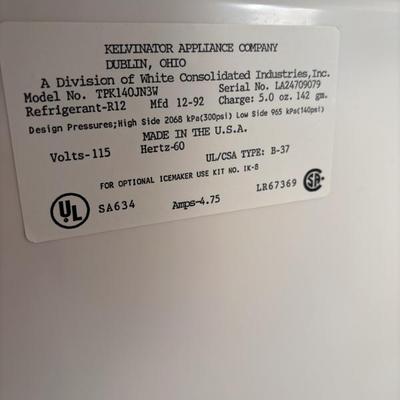 KELVINATOR APPLIANCE COMPANY
DUBLIN, OHIO
A Division of White Consolidated Industries,Inc.
Model No. TPK140JN3W Serial No. LA24709079
Refrigerant-R12 Mfd 12-92 Charge: 5.0 oz. 142 gm.
Design Pressures;High Side 2068 kPa(300psi) Low Side 965 kPa(140psi)
MADE IN THE U.S.A.
Volts-115 Hertz-60 UL/CSA TYPE: B-37
FOR OPTIONAL ICEMAKER USE KIT NO. IK-8
UL SA634 Amps-4.75 LR67369 SA